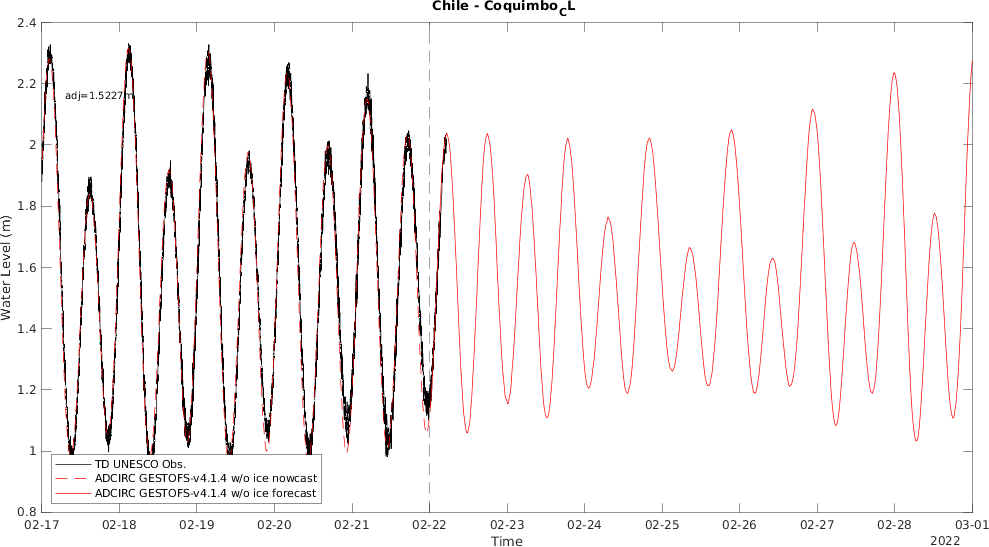 Chile - Coquimbo_CL
2.4
2.2
adj=1.5227m
2
1.8
1.6
1.4
1.2
1
0.8
Water Level (m)
TD UNESCO Obs.
ADCIRC GESTOFS-v4.1.4 w/o ice nowcast
ADCIRC GESTOFS-v4.1.4 w/o ice forecast
02-17 02-18 02-19 02-20 02-21 02-22 02-23 02-24 02-25 02-26 02-27 02-28 03-01
Time
2022